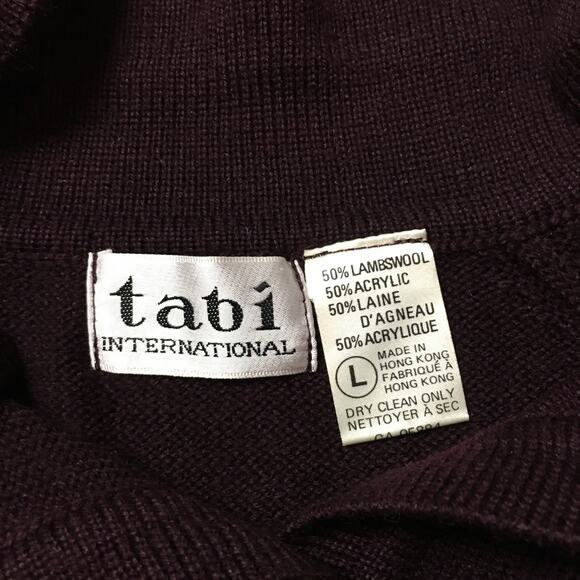 tabi
INTERNATIONAL
50% LAMBSWOOL
50% ACRYLIC
50% LAINE
D'AGNEAU
50% ACRYLIQUE
L
MADE IN
HONG KONG
FABRIQUÉ À
HONG KONG
DRY CLEAN ONLY
NETTOYER À SEC